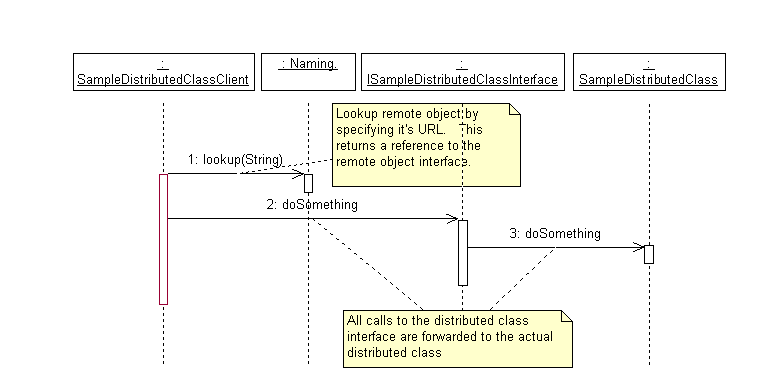 :
SampleDistributedClassClient
: Naming
:
ISampleDistributedClassInterface
:
SampleDistributedClass
Lookup remote object by
specifying it's URL. This
returns a reference to the
remote object interface.
1: lookup(String)
2: doSomething
3: doSomething
All calls to the distributed class
interface are forwarded to the actual
distributed class